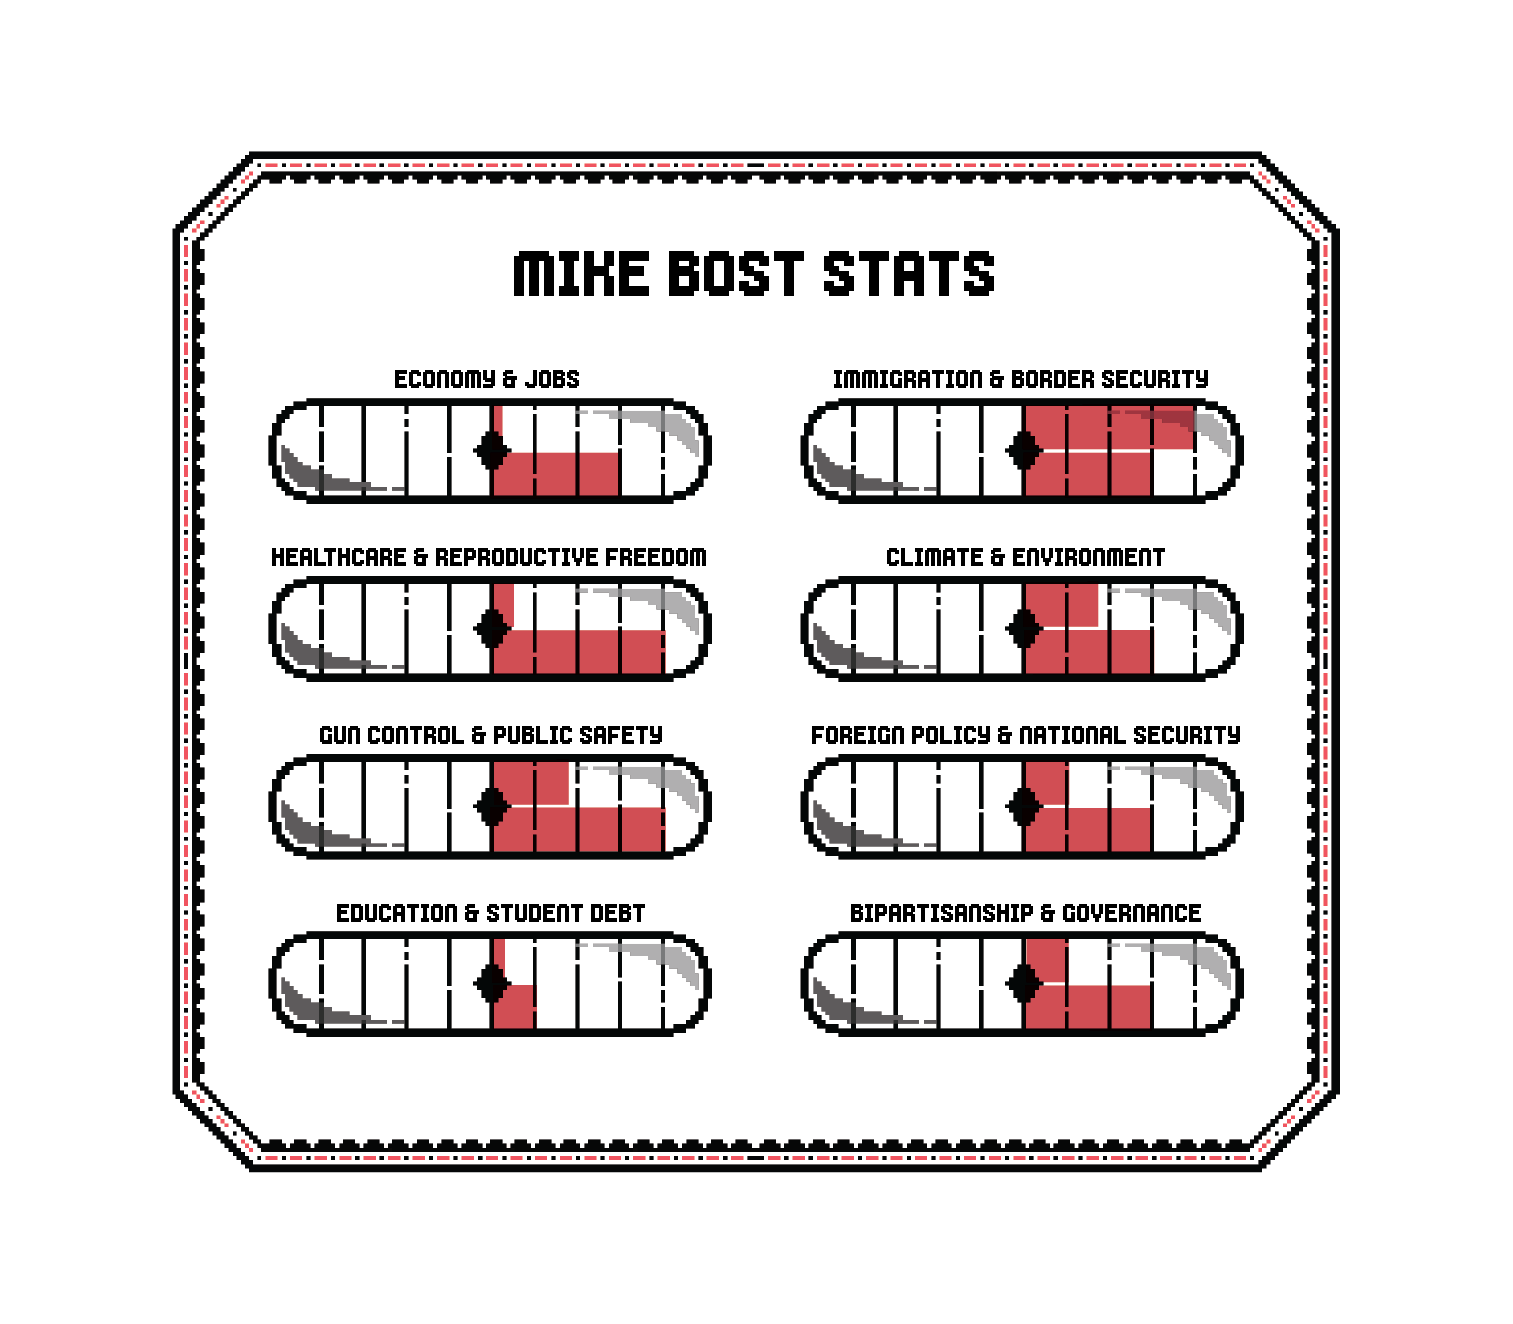 MIKE BOST STATS
ECONOMY & JOBS
IMMIGRATION & BORDER SECURITY
HEALTHCARE & REPRODUCTIVE FREEDOM
CLIMATE & ENVIRONMENT
GUN CONTROL & PUBLIC SAFETY
FOREIGN POLICY & NATIONAL SECURITY
EDUCATION & STUDENT DEBT
BIPARTISANSHIP & GOVERNANCE